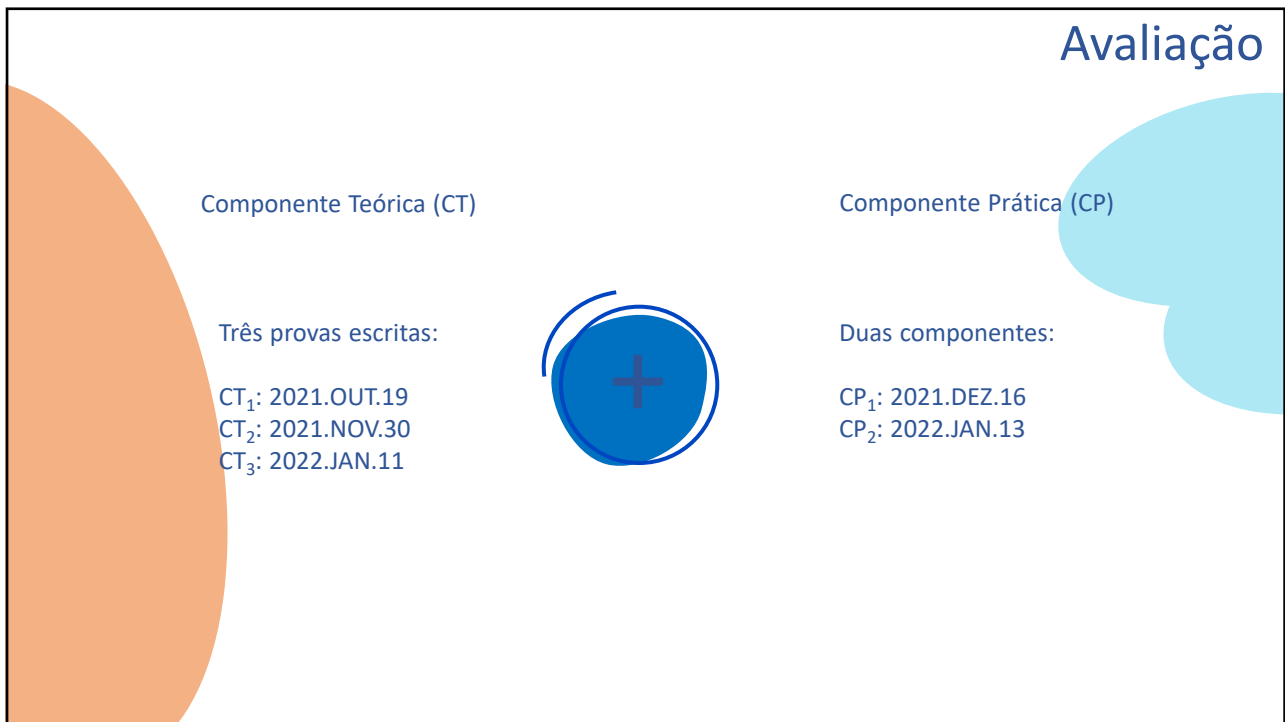 Avaliação
Componente Teórica (CT)
Três provas escritas:
CT₁: 2021.OUT.19
CT₂: 2021.NOV.30
CT₃: 2022.JAN.11
+
Componente Prática (CP)
Duas componentes:
CP₁: 2021.DEZ.16
CP₂: 2022.JAN.13